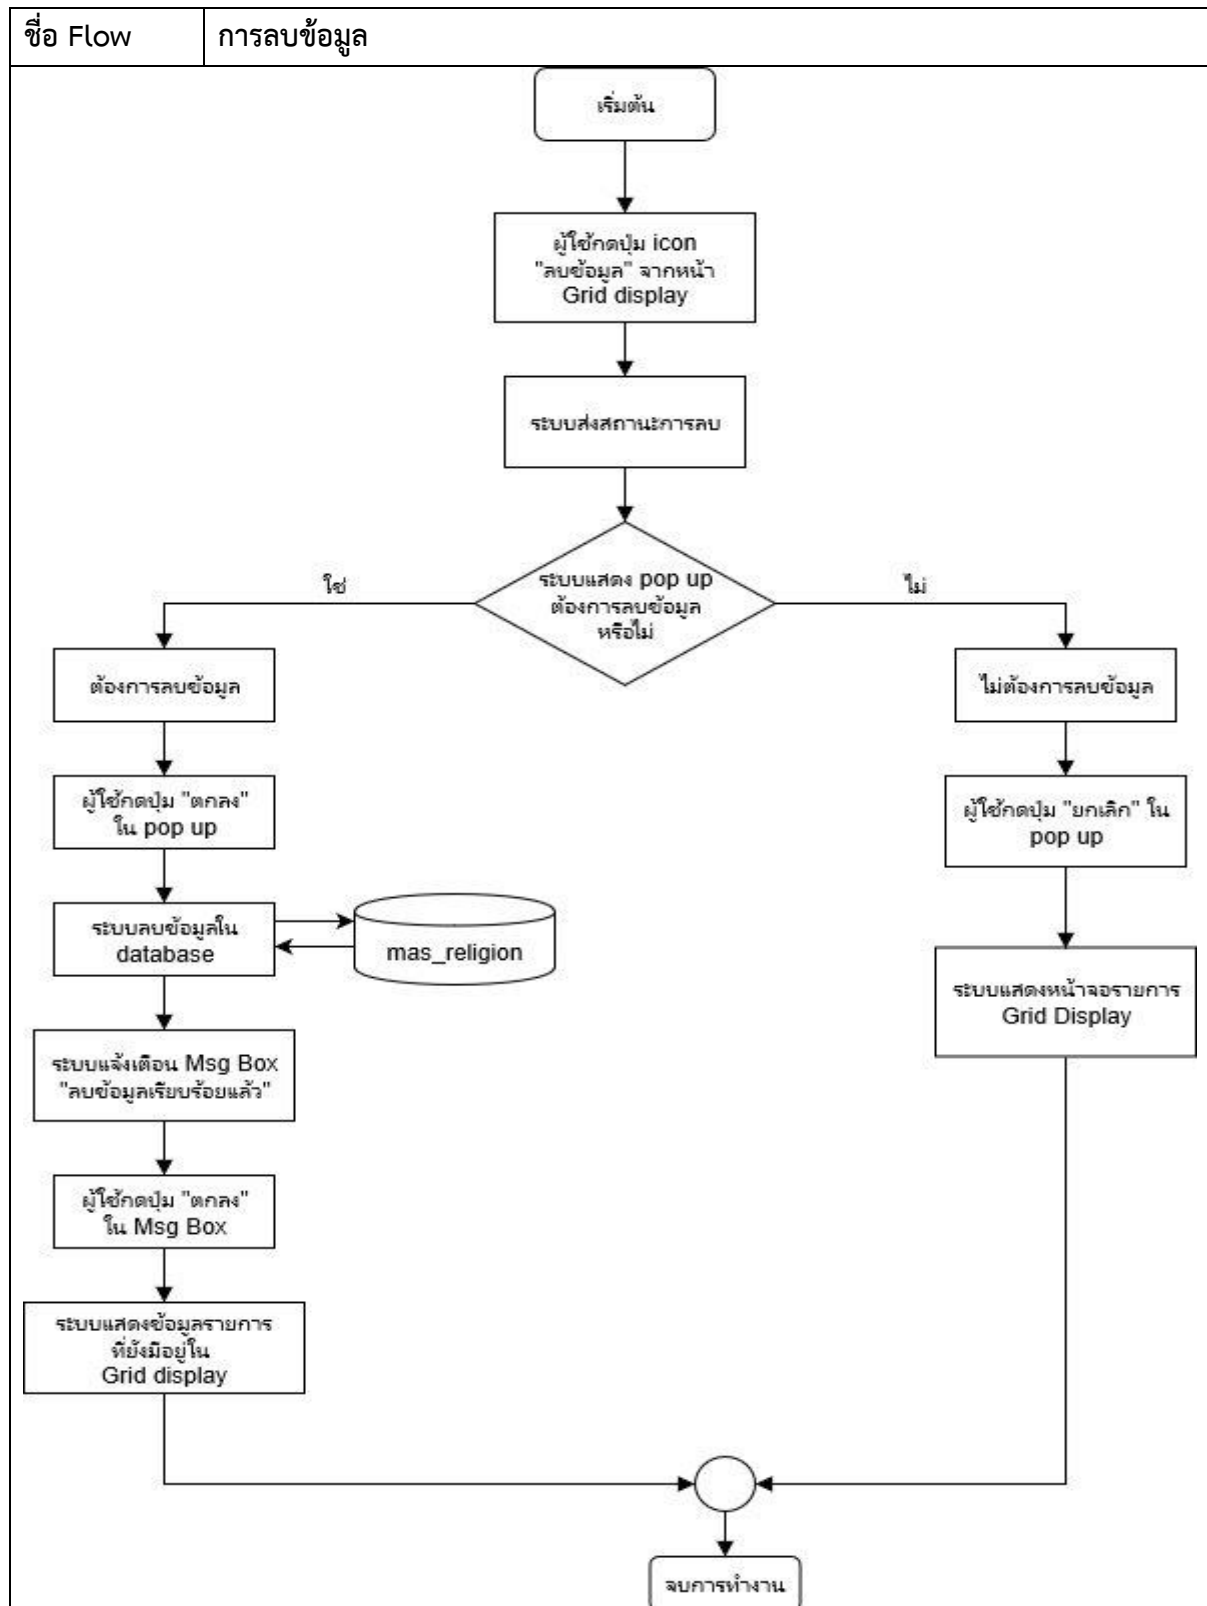 ชื่อ Flow
การลบข้อมูล
เริ่มต้น
ผู้ใช้กดปุ่ม icon
"ลบข้อมูล" จากหน้า
Grid display
ระบบส่งสถานะการลบ
ระบบแสดง pop up
ต้องการลบข้อมูล
หรือไม่
ใช่
ไม่
ต้องการลบข้อมูล
ผู้ใช้กดปุ่ม "ตกลง"
ใน pop up
ระบบลบข้อมูลใน
database
mas_religion
ระบบแจ้งเตือน Msg Box
"ลบข้อมูลเรียบร้อยแล้ว"
ผู้ใช้กดปุ่ม "ตกลง"
ใน Msg Box
ระบบแสดงข้อมูลรายการ
ที่ยังมีอยู่ใน
Grid display
ไม่ต้องการลบข้อมูล
ผู้ใช้กดปุ่ม "ยกเลิก" ใน
pop up
ระบบแสดงหน้าจอรายการ
Grid Display
จบการทำงาน